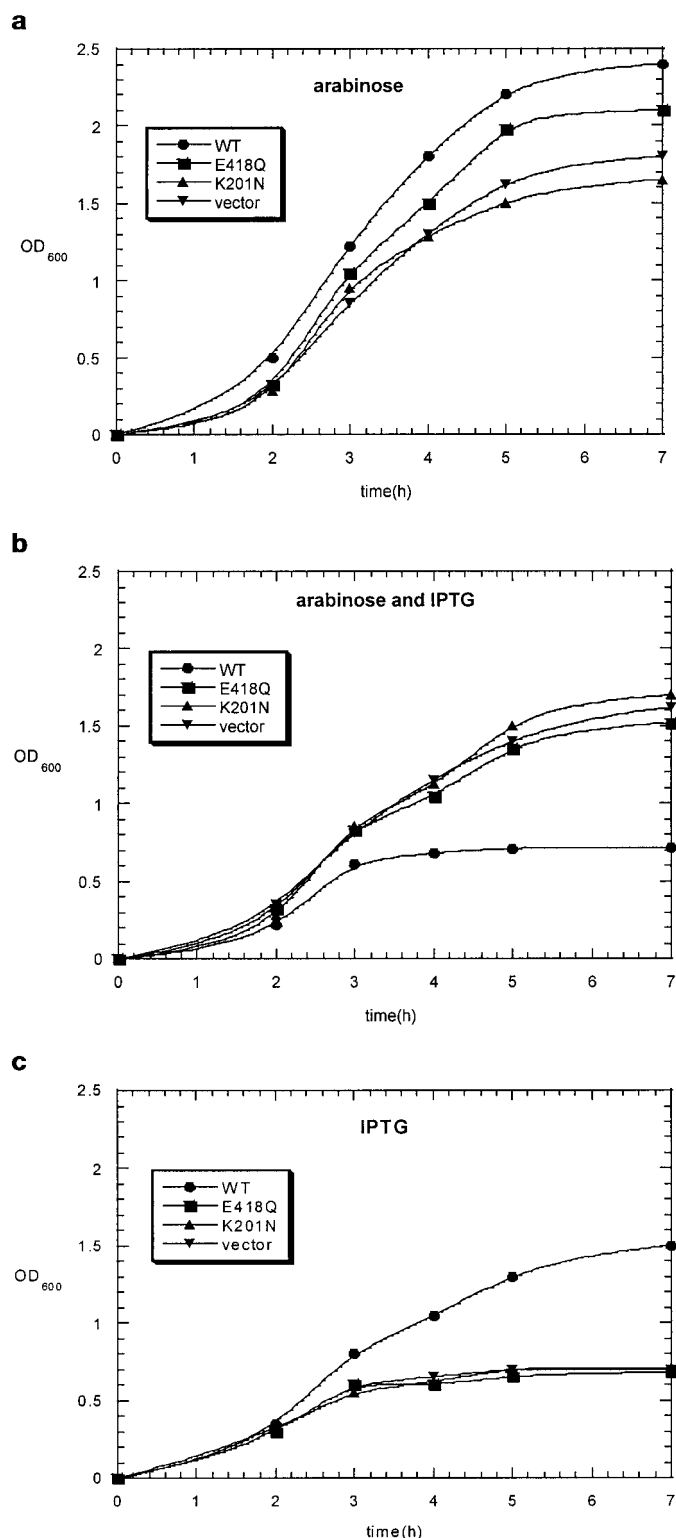 a
arabinose
WT
E418Q
K201N
vector
OD600
2.5
2
1.5
1
0.5
0
0 1 2 3 4 5 6 7
time(h)
b
arabinose and IPTG
WT
E418Q
K201N
vector
OD600
2.5
2
1.5
1
0.5
0
0 1 2 3 4 5 6 7
time(h)
c
IPTG
WT
E418Q
K201N
vector
OD600
2.5
2
1.5
1
0.5
0
0 1 2 3 4 5 6 7
time(h)